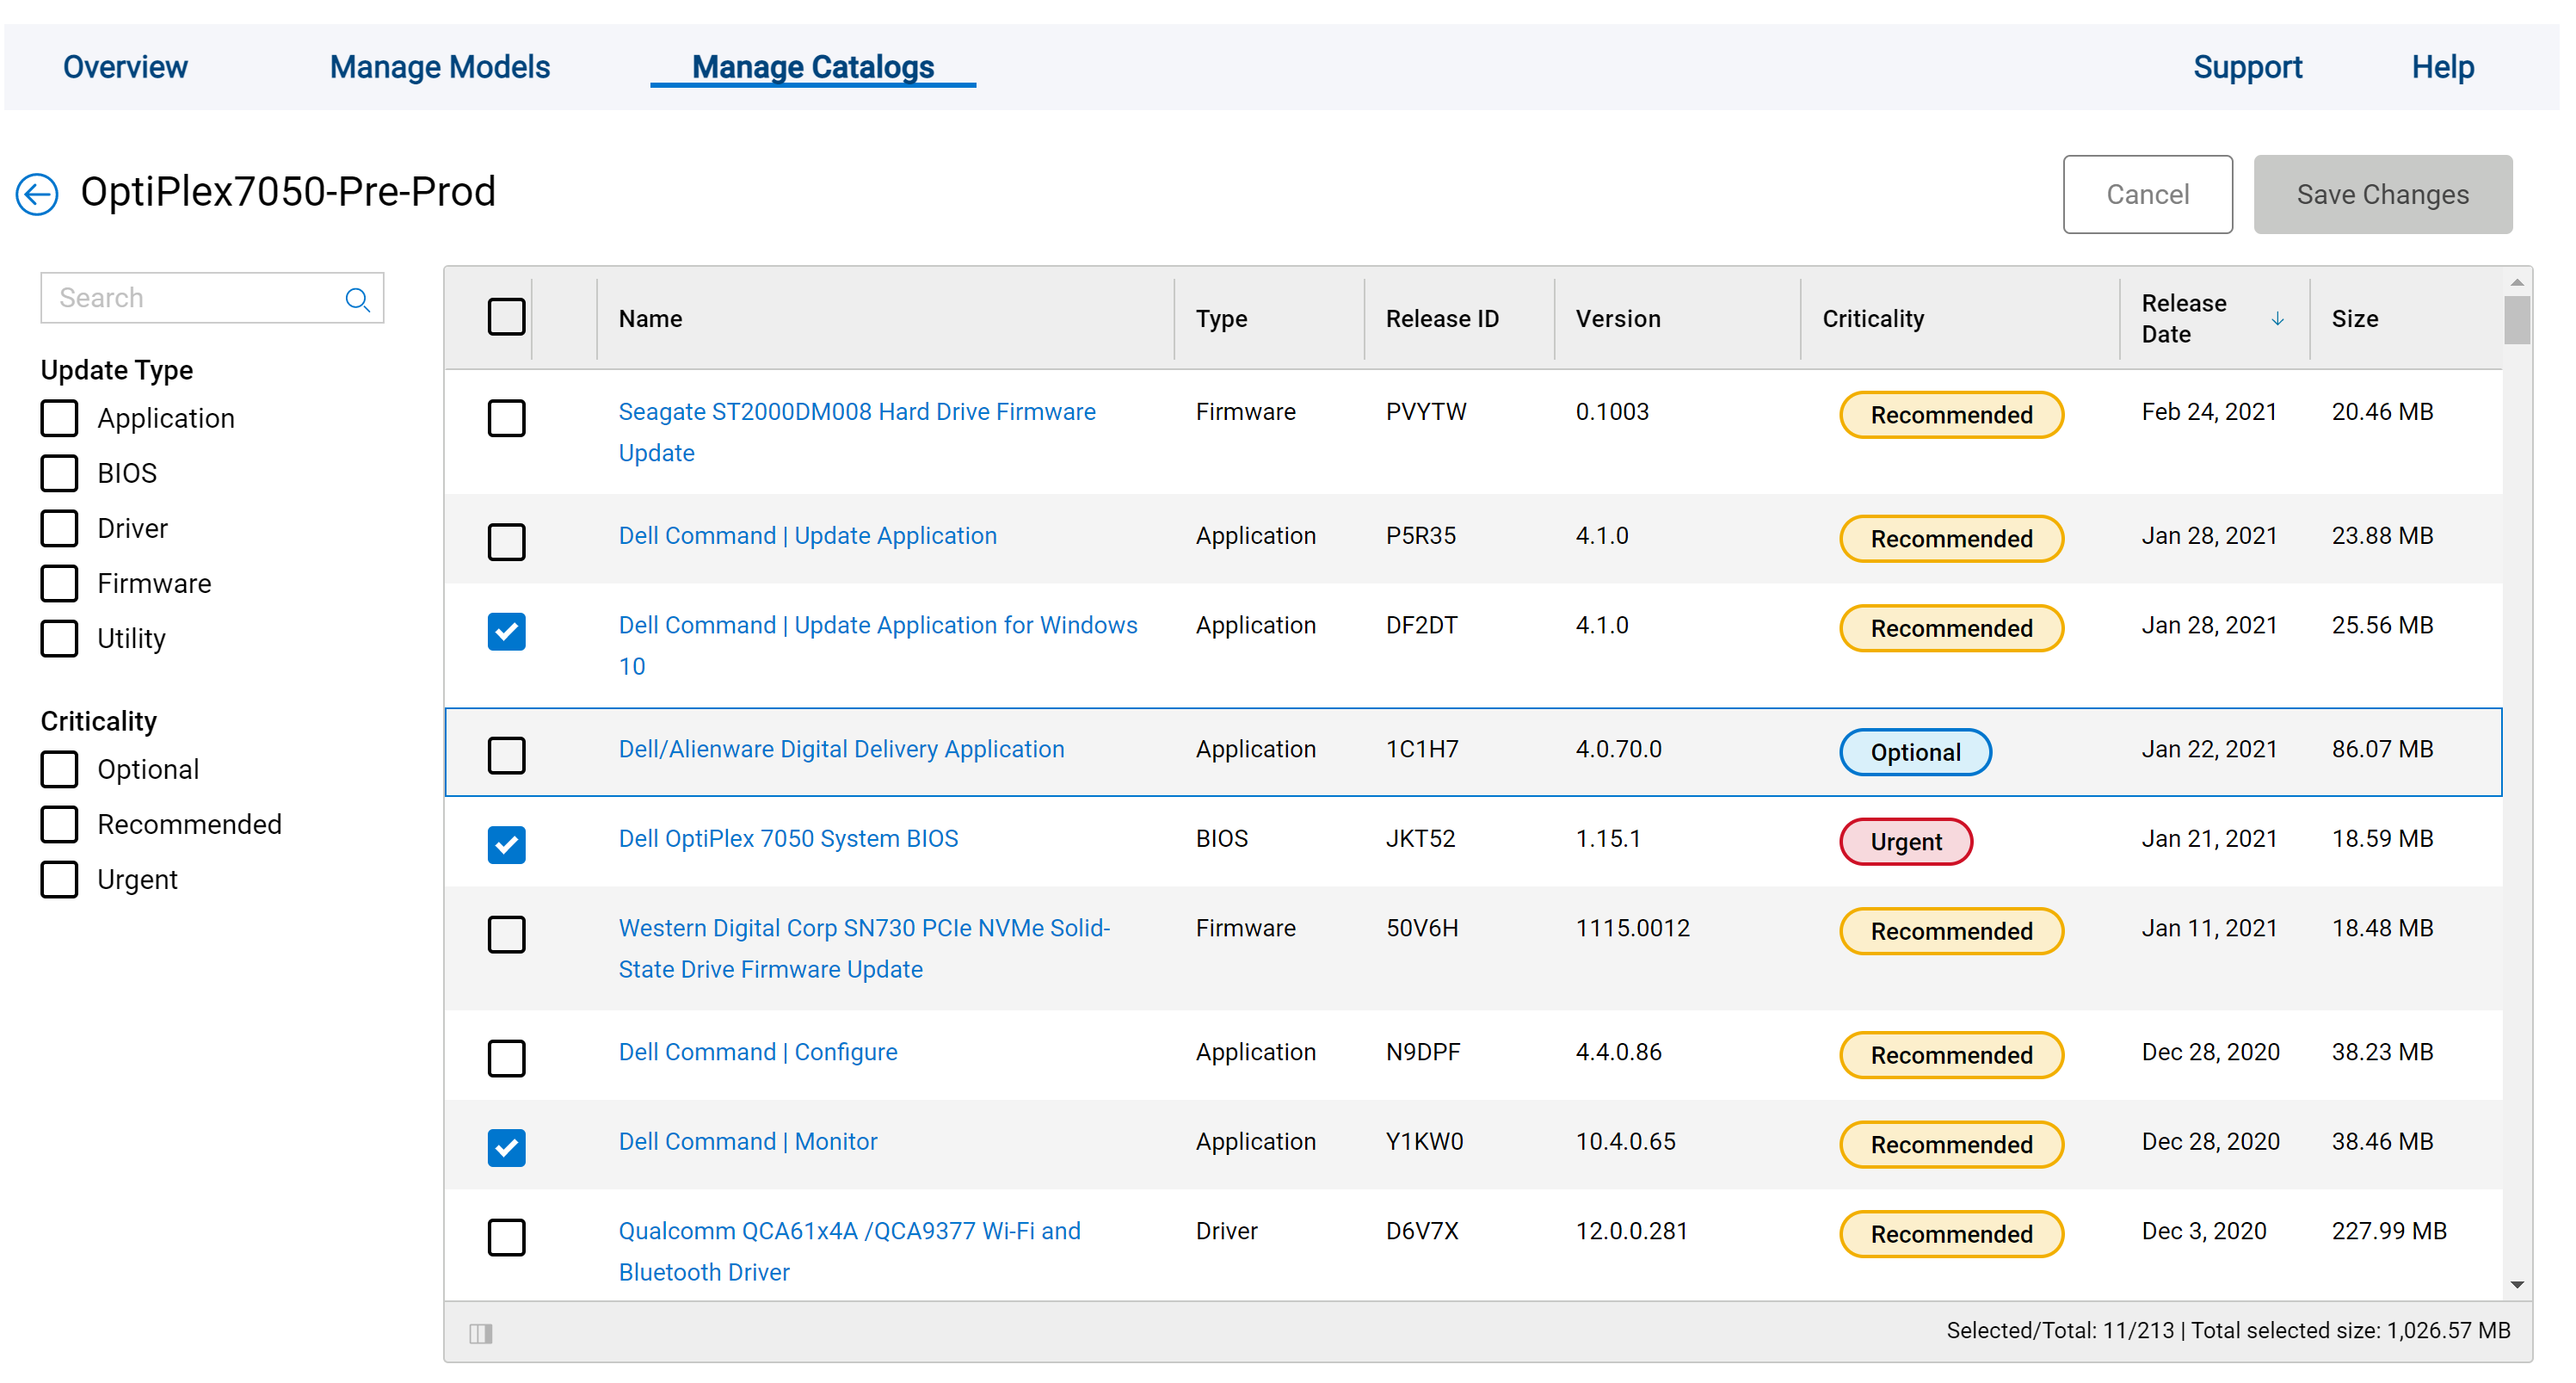 Overview Manage Models Manage Catalogs Support Help
OptiPlex7050-Pre-Prod Cancel Save Changes
Search
Update Type
Application
BIOS
Driver
Firmware
Utility
Criticality
Optional
Recommended
Urgent
Name Type Release ID Version Criticality Release Date Size
Seagate ST2000DM008 Hard Drive Firmware Firmware PVYTW 0.1003 Recommended Feb 24, 2021 20.46 MB
Update
Dell Command | Update Application Application P5R35 4.1.0 Recommended Jan 28, 2021 23.88 MB
Dell Command | Update Application for Windows Application DF2DT 4.1.0 Recommended Jan 28, 2021 25.56 MB
10
Dell/Alienware Digital Delivery Application Application 1C1H7 4.0.70.0 Optional Jan 22, 2021 86.07 MB
Dell OptiPlex 7050 System BIOS BIOS JKT52 1.15.1 Urgent Jan 21, 2021 18.59 MB
Western Digital Corp SN730 PCIe NVMe Solid- Firmware 50V6H 1115.0012 Recommended Jan 11, 2021 18.48 MB
State Drive Firmware Update
Dell Command | Configure Application N9DPF 4.4.0.86 Recommended Dec 28, 2020 38.23 MB
Dell Command | Monitor Application Y1KW0 10.4.0.65 Recommended Dec 28, 2020 38.46 MB
Qualcomm QCA61x4A /QCA9377 Wi-Fi and Driver D6V7X 12.0.0.281 Recommended Dec 3, 2020 227.99 MB
Bluetooth Driver
Selected/Total: 11/213 | Total selected size: 1,026.57 MB